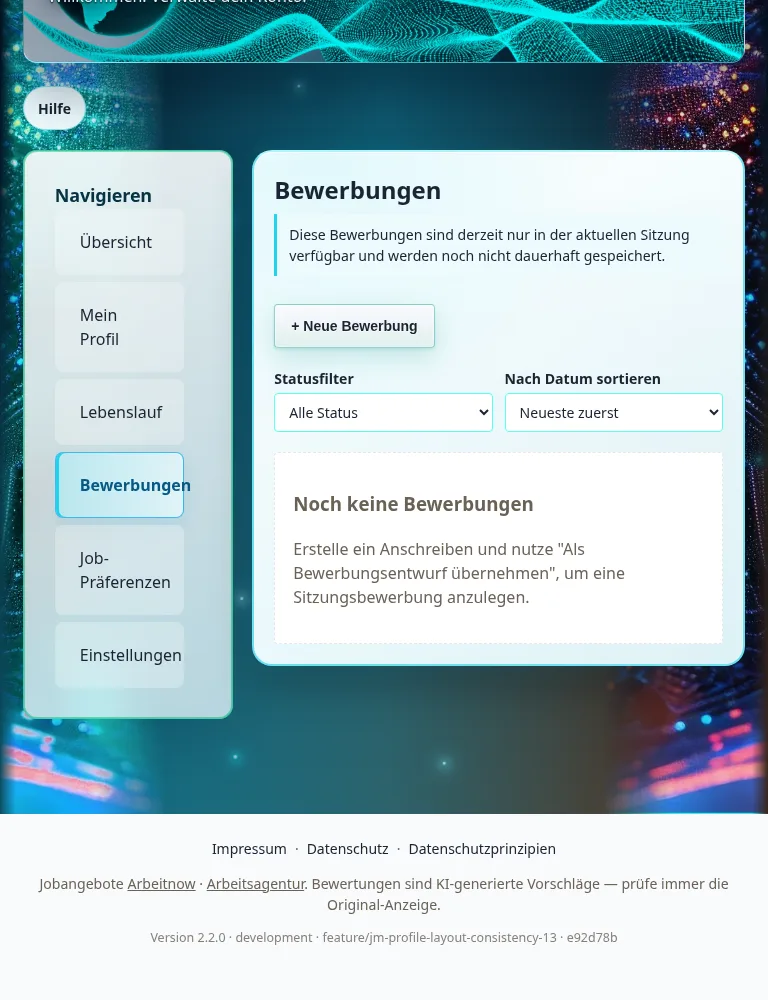 Willkommen! Verwalte dein Konto.
Hilfe
Navigieren
Übersicht
Mein
Profil
Lebenslauf
Bewerbungen
Job-
Präferenzen
Einstellungen
Bewerbungen
Diese Bewerbungen sind derzeit nur in der aktuellen Sitzung
verfügbar und werden noch nicht dauerhaft gespeichert.
+ Neue Bewerbung
Statusfilter
Nach Datum sortieren
Alle Status
Neueste zuerst
Noch keine Bewerbungen
Erstelle ein Anschreiben und nutze "Als
Bewerbungsentwurf übernehmen", um eine
Sitzungsbewerbung anzulegen.
Impressum · Datenschutz · Datenschutzprinzipien
Jobangebote Arbeitnow · Arbeitsagentur. Bewertungen sind KI-generierte Vorschläge — prüfe immer die
Original-Anzeige.
Version 2.2.0 · development · feature/jm-profile-layout-consistency-13 · e92d78b